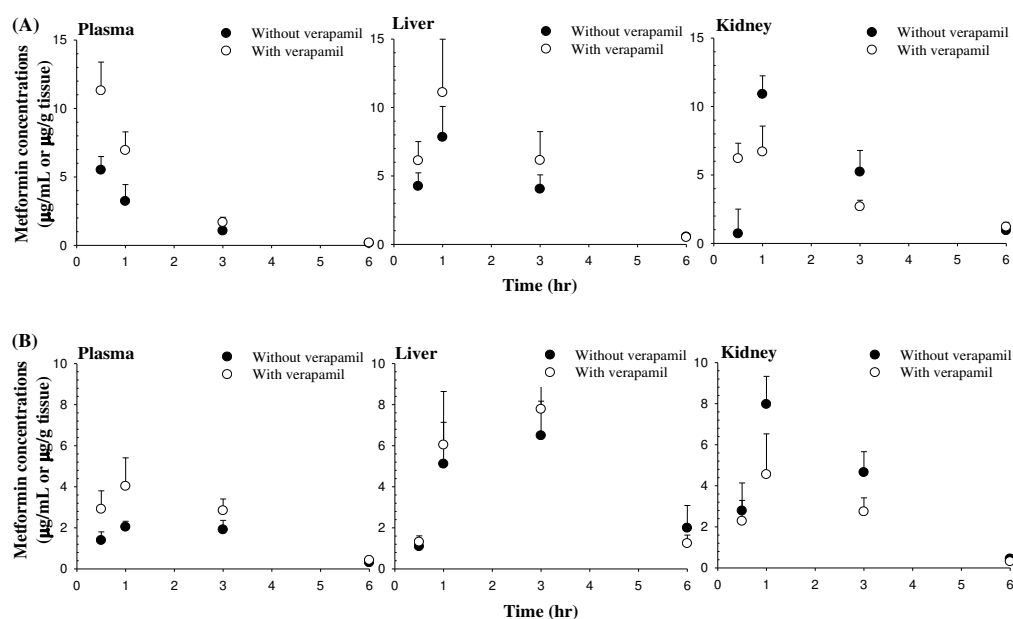 (A)
Plasma
Without verapamil
With verapamil
Liver
Without verapamil
With verapamil
Kidney
Without verapamil
With verapamil
Metformin concentrations
(µg/mL or µg/g tissue)
15
10
5
0
0 1 2 3 4 5 6
15
10
5
0
0 1 2 3 4 5 6
15
10
5
0
0 1 2 3 4 5 6
Time (hr)
(B)
Plasma
Without verapamil
With verapamil
Liver
Without verapamil
With verapamil
Kidney
Without verapamil
With verapamil
Metformin concentrations
(µg/mL or µg/g tissue)
10
8
6
4
2
0
0 1 2 3 4 5 6
10
8
6
4
2
0
0 1 2 3 4 5 6
10
8
6
4
2
0
0 1 2 3 4 5 6
Time (hr)